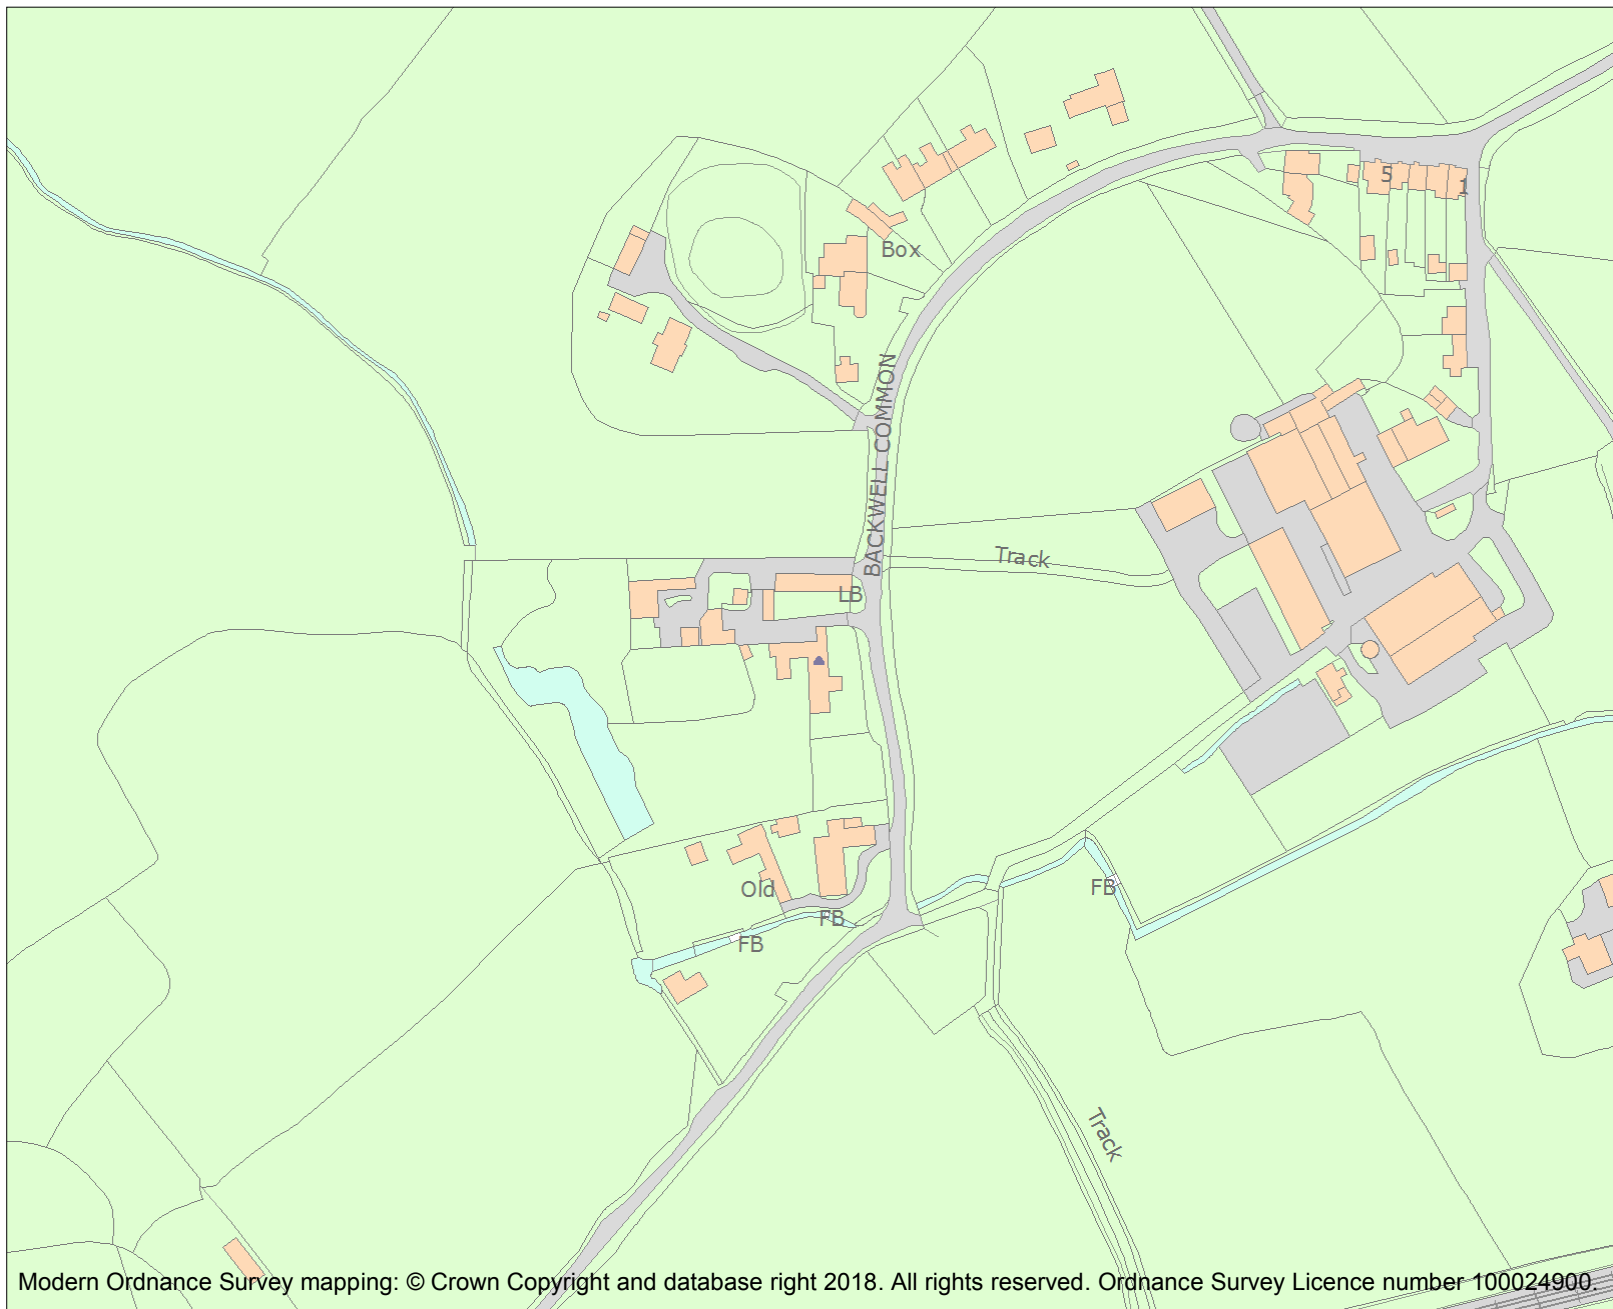 5
1
Box
BACKWELL COMMON
Track
LB
Old
FB
FB
FB
Track
Modern Ordnance Survey mapping: © Crown Copyright and database right 2018. All rights reserved. Ordnance Survey Licence number 100024900.